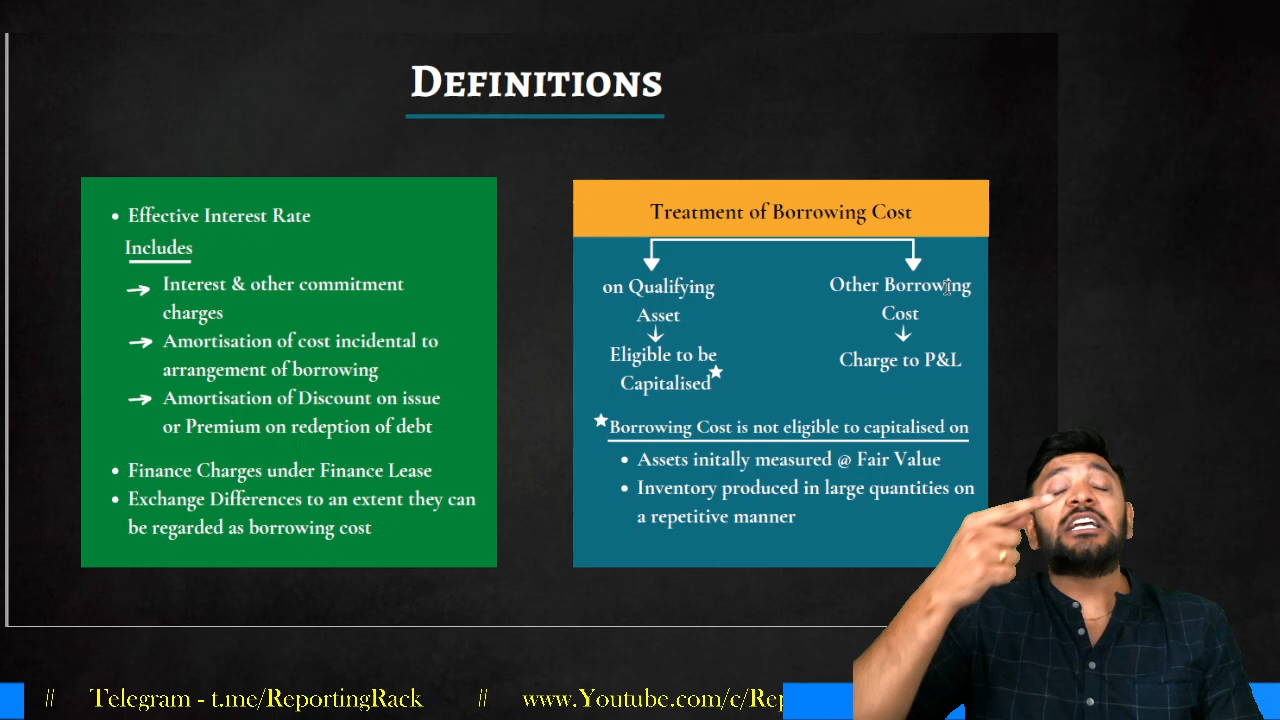 Definitions
• Effective Interest Rate
Includes
Interest & other commitment
charges
Amortisation of cost incidental to
arrangement of borrowing
Amortisation of Discount on issue
or Premium on redeption of debt
• Finance Charges under Finance Lease
• Exchange Differences to an extent they can
be regarded as borrowing cost
Treatment of Borrowing Cost
on Qualifying
Asset
Eligible to be
Capitalised
Other Borrowing
Cost
Charge to P&L
Borrowing Cost is not eligible to capitalised on
• Assets initally measured @ Fair Value
• Inventory produced in large quantities on
a repetitive manner
// Telegram - t.me/ReportingRack // www.Youtube.com/c/Rep